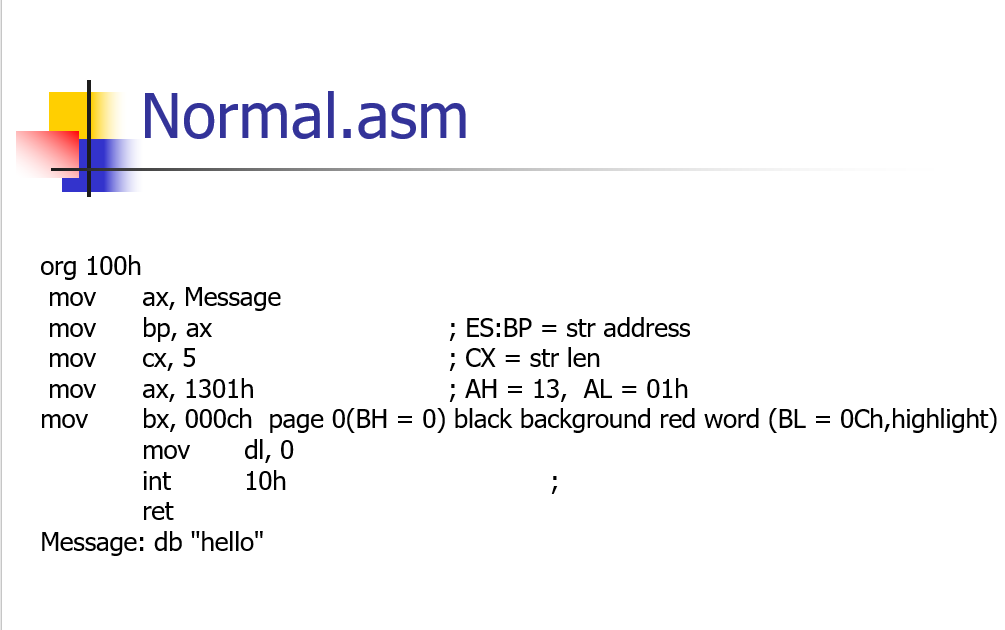 Normal.asm
org 100h
mov ax, Message
mov bp, ax ; ES:BP = str address
mov cx, 5 ; CX = str len
mov ax, 1301h ; AH = 13, AL = 01h
mov bx, 000ch page 0(BH = 0) black background red word (BL = 0Ch,highlight)
mov dl, 0
int 10h ;
ret
Message: db "hello"